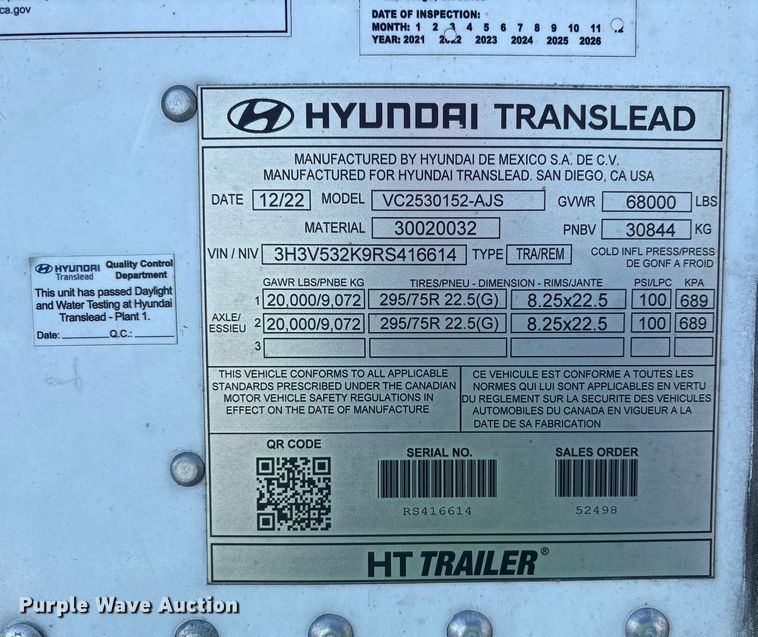 ca.gov
DATE OF INSPECTION:
MONTH: 1 2 3 4 5 6 7 8 9 10 11 12
YEAR: 2021 2022 2023 2024 2025 2026
HYUNDAI TRANSLEAD
MANUFACTURED BY HYUNDAI DE MEXICO S.A. DE C.V.
MANUFACTURED FOR HYUNDAI TRANSLEAD. SAN DIEGO, CA USA
DATE 12/22 MODEL VC2530152-AJS GVWR 68000 LBS
MATERIAL 30020032 PNBV 30844 KG
VIN / NIV 3H3V532K9RS416614 TYPE TRA/REM COLD INFL PRESS/PRESS
DE GONF A FROID
GAWR LBS/PNBE KG TIRES/PNEU - DIMENSION - RIMS/JANTE PSI/LPC KPA
1 20,000/9,072 295/75R 22.5(G) 8.25x22.5 100 689
AXLE/
ESSIEU
2 20,000/9,072 295/75R 22.5(G) 8.25x22.5 100 689
3
THIS VEHICLE CONFORMS TO ALL APPLICABLE
STANDARDS PRESCRIBED UNDER THE CANADIAN
MOTOR VEHICLE SAFETY REGULATIONS IN
EFFECT ON THE DATE OF MANUFACTURE
CE VEHICULE EST CONFORME A TOUTES LES
NORMES QUI LUI SONT APPLICABLES EN VERTU
DU REGLEMENT SUR LA SECURITE DES VEHICULES
AUTOMOBILES DU CANADA EN VIGUEUR A LA
DATE DE SA FABRICATION
QR CODE
SERIAL NO.
RS416614
SALES ORDER
52498
HT TRAILER®
HYUNDAI Translead Quality Control
Department
This unit has passed Daylight
and Water Testing at Hyundai
Translead - Plant 1.
Date: Q.C.:
Purple Wave Auction